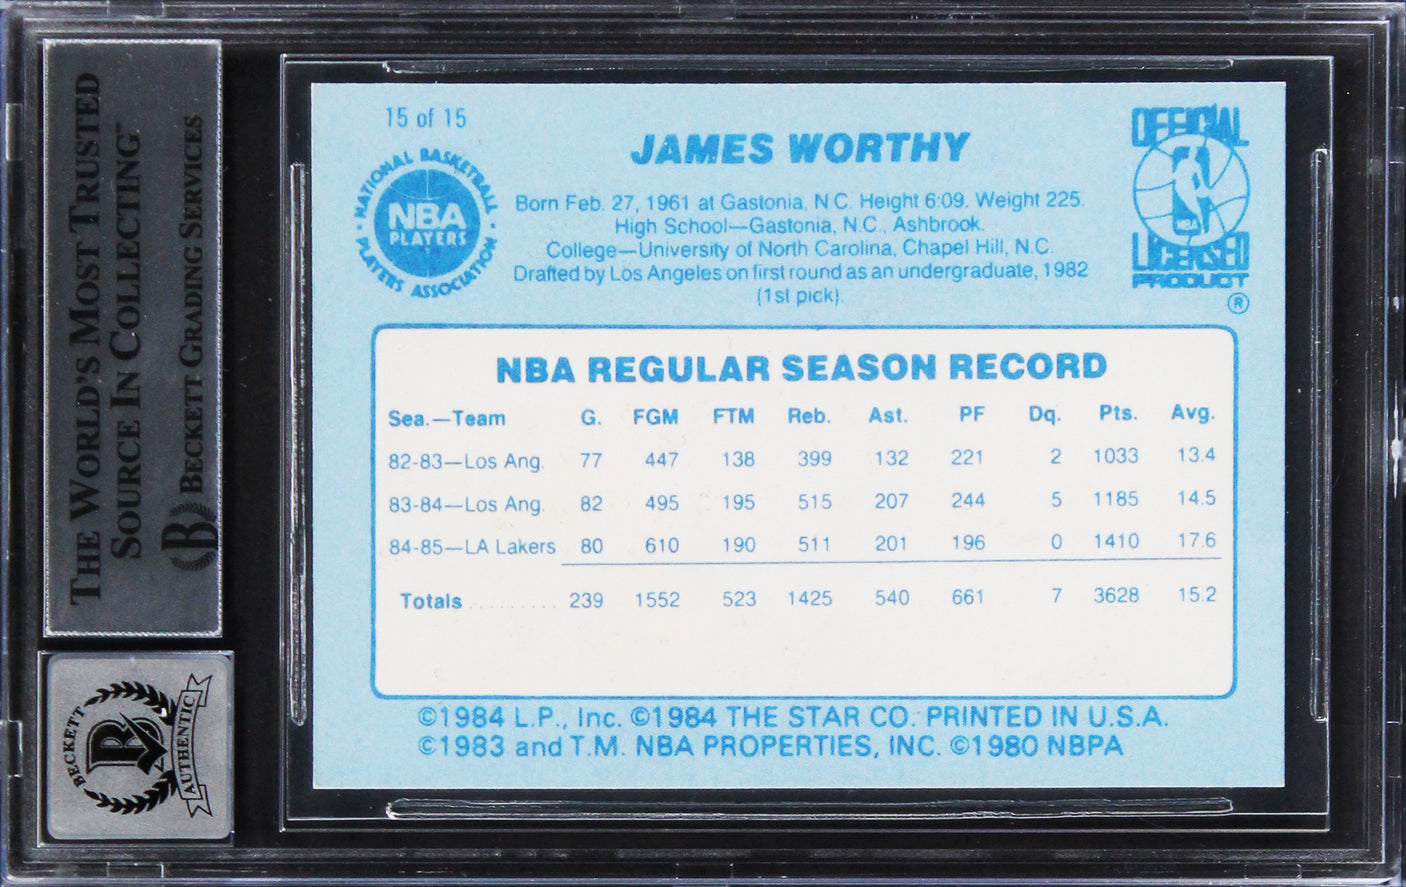 THE WORLD'S MOST TRUSTED
SOURCE IN COLLECTING™
BECKETT GRADING SERVICES
B
BECKETT
B
AUTHENTIC
15 of 15
NATIONAL BASKETBALL
NBA
PLAYERS
PLAYERS ASSOCIATION
JAMES WORTHY
Born Feb. 27, 1961 at Gastonia, N.C. Height 6:09. Weight 225.
High School—Gastonia, N.C., Ashbrook.
College—University of North Carolina, Chapel Hill, N.C.
Drafted by Los Angeles on first round as an undergraduate, 1982
(1st pick).
OFFICIAL
NBA
LICENSED
PRODUCT
®
NBA REGULAR SEASON RECORD
Sea.—Team G. FGM FTM Reb. Ast. PF Dq. Pts. Avg.
82-83—Los Ang. 77 447 138 399 132 221 2 1033 13.4
83-84—Los Ang. 82 495 195 515 207 244 5 1185 14.5
84-85—LA Lakers 80 610 190 511 201 196 0 1410 17.6
Totals .......... 239 1552 523 1425 540 661 7 3628 15.2
©1984 L.P., Inc. ©1984 THE STAR CO. PRINTED IN U.S.A.
©1983 and T.M. NBA PROPERTIES, INC. ©1980 NBPA